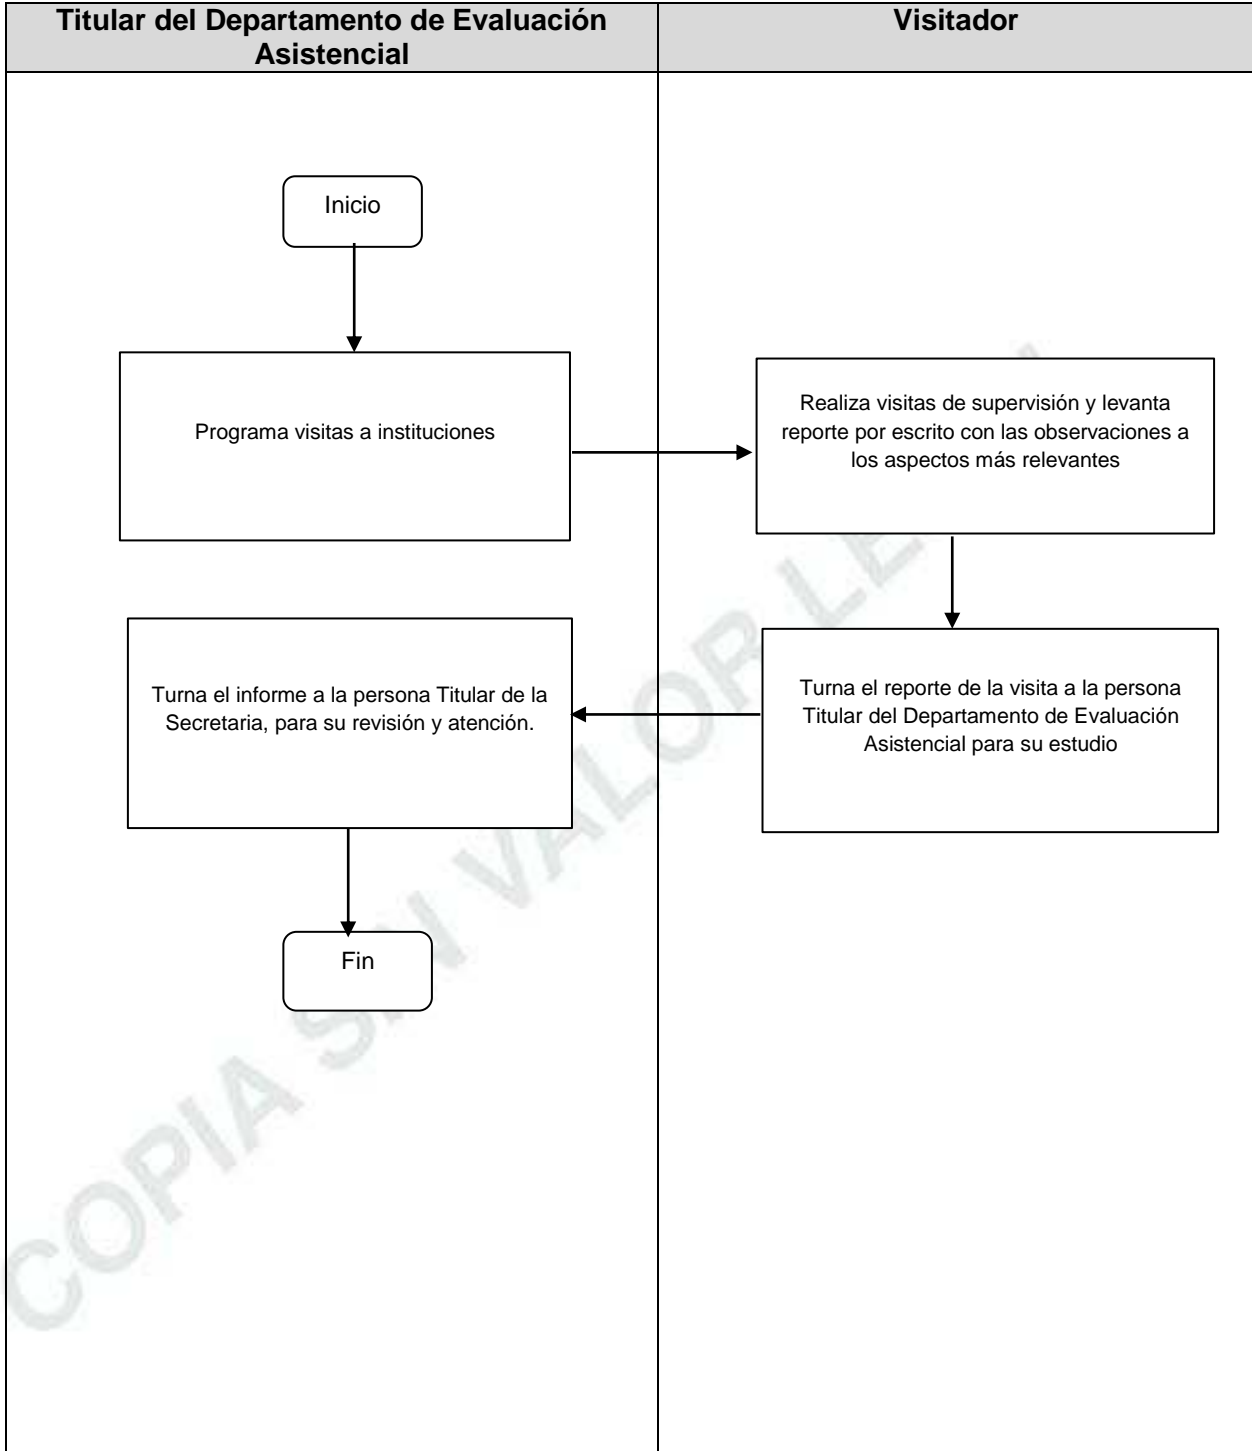 Titular del Departamento de Evaluación
Asistencial
Visitador
Inicio
Programa visitas a instituciones
Realiza visitas de supervisión y levanta
reporte por escrito con las observaciones a
los aspectos más relevantes
Turna el reporte de la visita a la persona
Titular del Departamento de Evaluación
Asistencial para su estudio
Turna el informe a la persona Titular de la
Secretaria, para su revisión y atención.
Fin
COPIA SIN VALOR